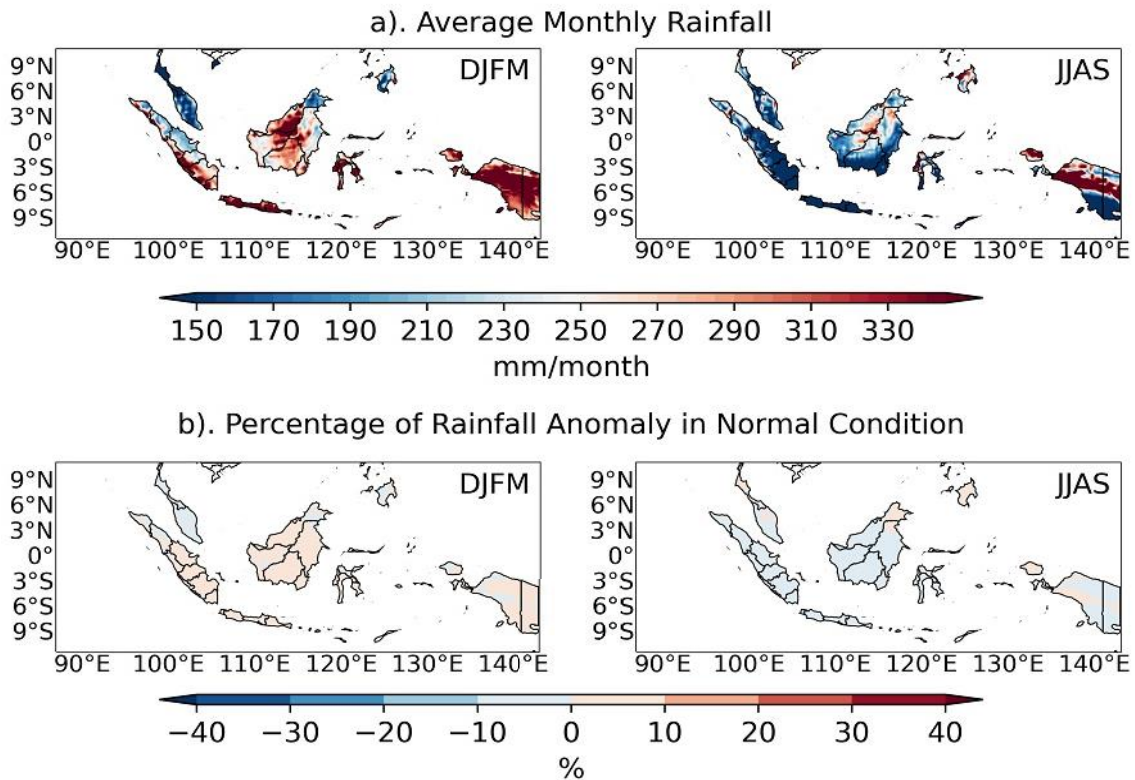 a). Average Monthly Rainfall
DJFM
JJAS
9°N
6°N
3°N
0°
3°S
6°S
9°S
9°N
6°N
3°N
0°
3°S
6°S
9°S
90°E 100°E 110°E 120°E 130°E 140°E
90°E 100°E 110°E 120°E 130°E 140°E
150 170 190 210 230 250 270 290 310 330
mm/month
b). Percentage of Rainfall Anomaly in Normal Condition
DJFM
JJAS
9°N
6°N
3°N
0°
3°S
6°S
9°S
9°N
6°N
3°N
0°
3°S
6°S
9°S
90°E 100°E 110°E 120°E 130°E 140°E
90°E 100°E 110°E 120°E 130°E 140°E
−40 −30 −20 −10 0 10 20 30 40
%